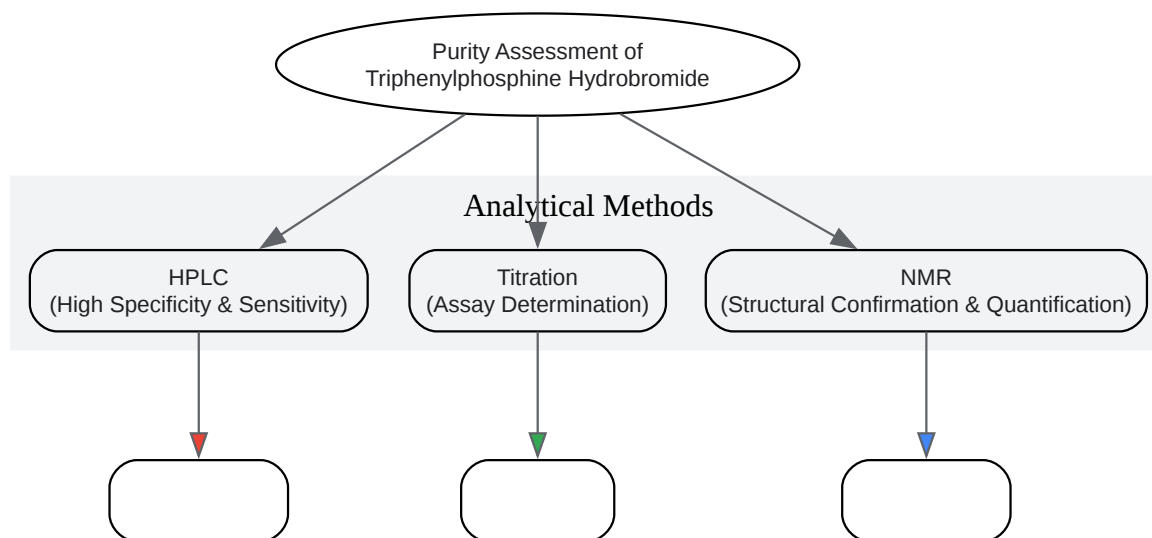 Purity Assessment of
Triphenylphosphine Hydrobromide
Analytical Methods
HPLC
(High Specificity & Sensitivity)
Titration
(Assay Determination)
NMR
(Structural Confirmation & Quantification)